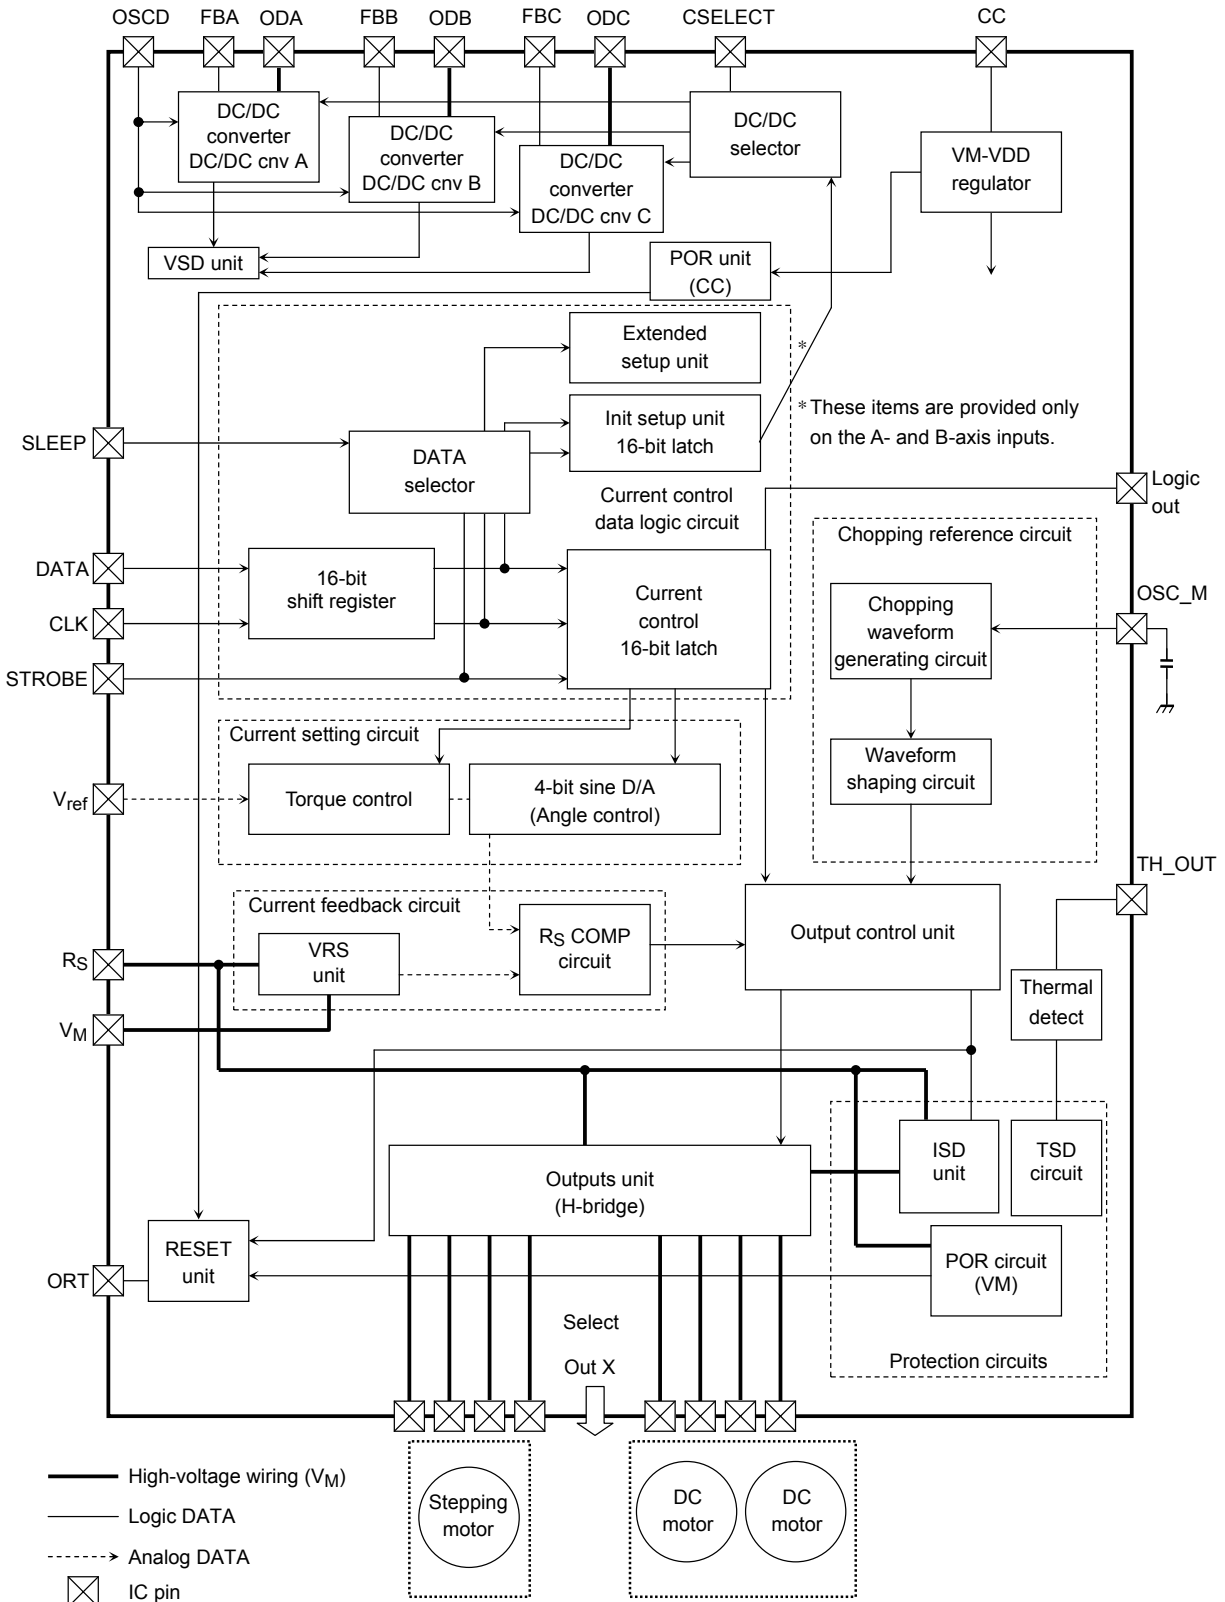 OSCD FBA ODA FBB ODB FBC ODC CSELECT CC
DC/DC
converter
DC/DC cnv A
DC/DC
converter
DC/DC cnv B
DC/DC
converter
DC/DC cnv C
DC/DC
selector
VM-VDD
regulator
VSD unit
POR unit
(CC)
Extended
setup unit
*
* These items are provided only
on the A- and B-axis inputs.
Init setup unit
16-bit latch
SLEEP
DATA
selector
Current control
data logic circuit
Logic
out
Chopping reference circuit
DATA
16-bit
shift register
CLK
Current
control
16-bit latch
STROBE
Chopping
waveform
generating circuit
OSC_M
Current setting circuit
Waveform
shaping circuit
Vref
Torque control
4-bit sine D/A
(Angle control)
TH_OUT
Current feedback circuit
RS COMP
circuit
Output control unit
RS
VRS
unit
VM
Thermal
detect
ISD
unit
TSD
circuit
Outputs unit
(H-bridge)
RESET
unit
ORT
POR circuit
(VM)
Protection circuits
Select
Out X
High-voltage wiring (VM)
Logic DATA
Analog DATA
IC pin
Stepping
motor
DC
motor
DC
motor